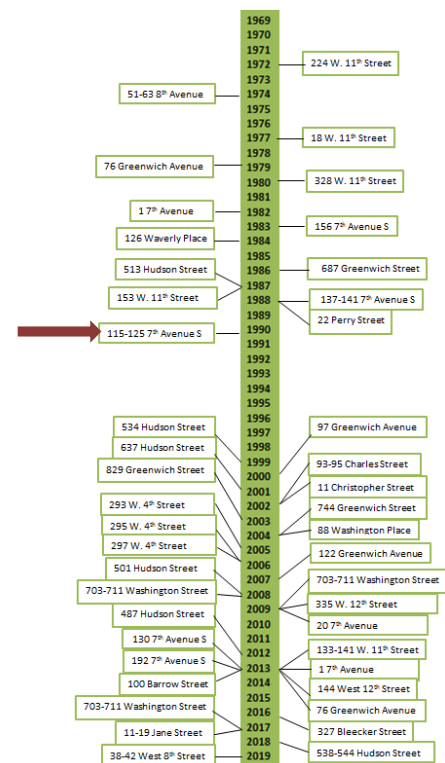 1969
1970
1971
1972
1973
1974
1975
1976
1977
1978
1979
1980
1981
1982
1983
1984
1985
1986
1987
1988
1989
1990
1991
1992
1993
1994
1995
1996
1997
1998
1999
2000
2001
2002
2003
2004
2005
2006
2007
2008
2009
2010
2011
2012
2013
2014
2015
2016
2017
2018
2019
51-63 8th Avenue
76 Greenwich Avenue
1 7th Avenue
126 Waverly Place
513 Hudson Street
153 W. 11th Street
115-125 7th Avenue S
534 Hudson Street
637 Hudson Street
829 Greenwich Street
293 W. 4th Street
295 W. 4th Street
297 W. 4th Street
501 Hudson Street
703-711 Washington Street
487 Hudson Street
130 7th Avenue S
192 7th Avenue S
100 Barrow Street
703-711 Washington Street
11-19 Jane Street
38-42 West 8th Street
224 W. 11th Street
18 W. 11th Street
328 W. 11th Street
156 7th Avenue S
687 Greenwich Street
137-141 7th Avenue S
22 Perry Street
97 Greenwich Avenue
93-95 Charles Street
11 Christopher Street
744 Greenwich Street
88 Washington Place
122 Greenwich Avenue
703-711 Washington Street
335 W. 12th Street
20 7th Avenue
133-141 W. 11th Street
1 7th Avenue
144 West 12th Street
76 Greenwich Avenue
327 Bleecker Street
538-544 Hudson Street